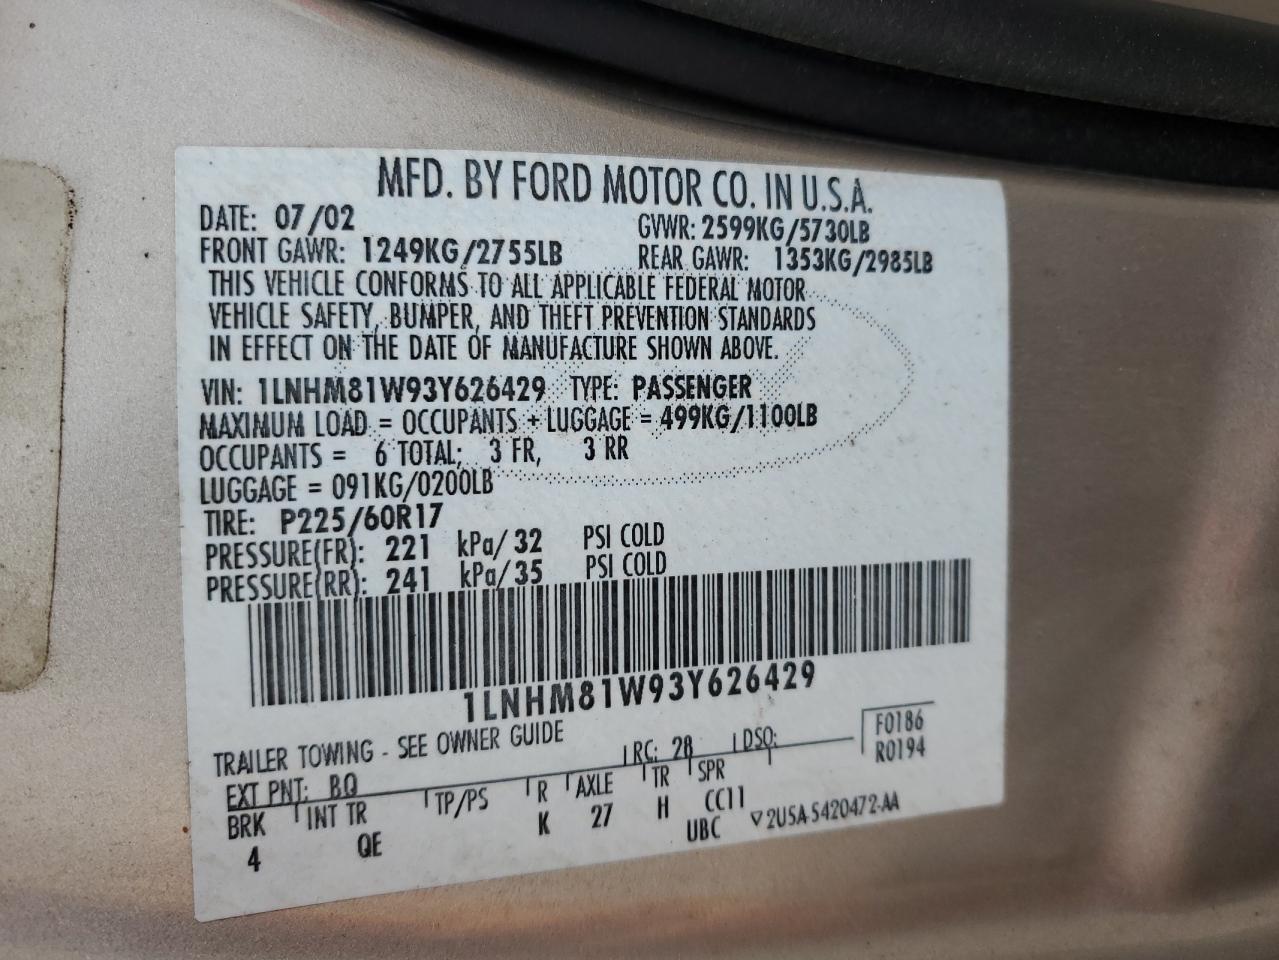 MFD. BY FORD MOTOR CO. IN U.S.A.
DATE: 07/02 GVWR: 2599KG/5730LB
FRONT GAWR: 1249KG/2755LB REAR GAWR: 1353KG/2985LB
THIS VEHICLE CONFORMS TO ALL APPLICABLE FEDERAL MOTOR
VEHICLE SAFETY, BUMPER, AND THEFT PREVENTION STANDARDS
IN EFFECT ON THE DATE OF MANUFACTURE SHOWN ABOVE.
VIN: 1LNHM81W93Y626429 TYPE: PASSENGER
MAXIMUM LOAD = OCCUPANTS + LUGGAGE = 499KG/1100LB
OCCUPANTS = 6 TOTAL; 3 FR, 3 RR
LUGGAGE = 091KG/0200LB
TIRE: P225/60R17
PRESSURE(FR): 221 kPa/32 PSI COLD
PRESSURE(RR): 241 kPa/35 PSI COLD
1LNHM81W93Y626429
TRAILER TOWING - SEE OWNER GUIDE
EXT PNT: BQ RC: 28 DSO: F0186
R0194
BRK INT TR TP/PS R AXLE TR SPR
4 QE K 27 H CC11
UBC ▽2USA-5420472-AA